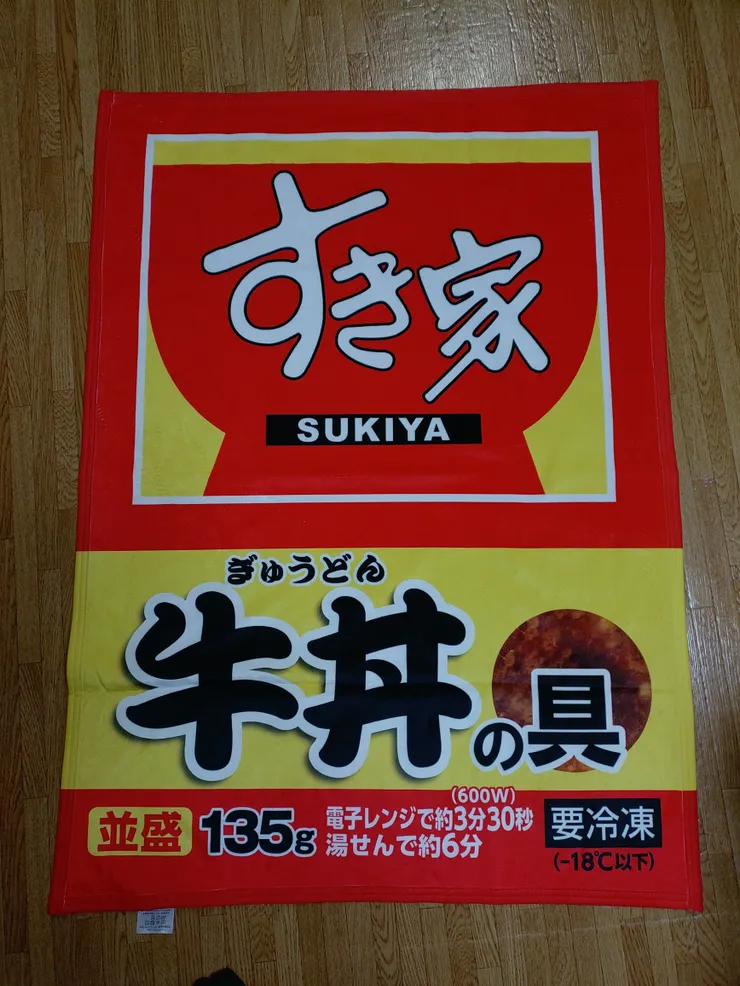 すき家
SUKIYA
ぎゅうどん
牛丼の具
並盛 135g
(600W)
電子レンジで約3分30秒
湯せんで約6分
要冷凍
(-18℃以下)